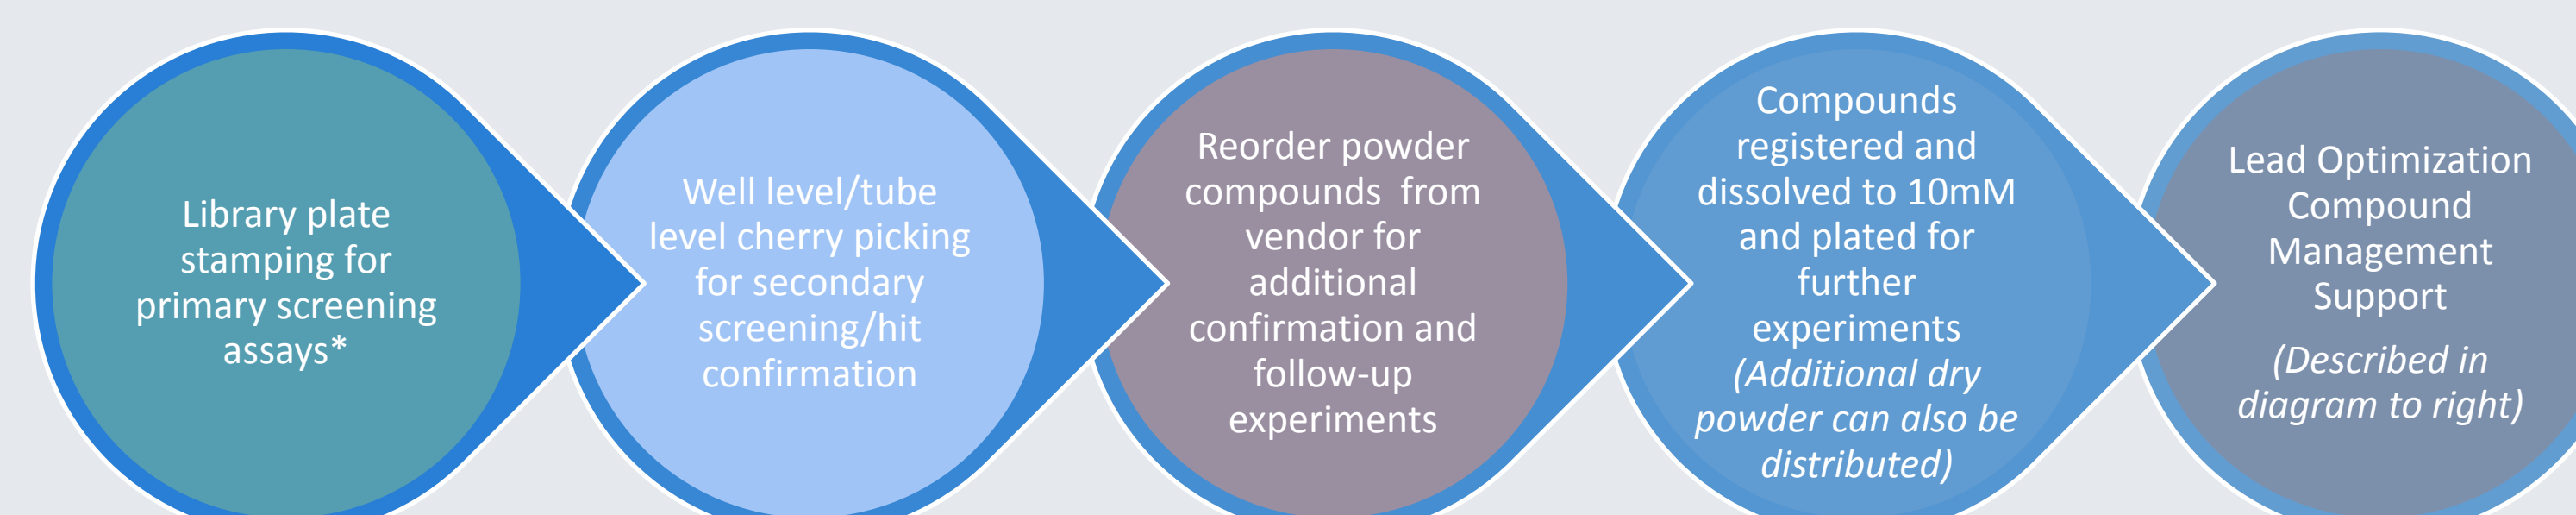 Library plate
stamping for
primary screening
assays*
Well level/tube
level cherry picking
for secondary
screening/hit
confirmation
Reorder powder
compounds  from
vendor for
additional
confirmation and
follow-up
experiments
Compounds
registered and
dissolved to 10mM
and plated for
further
experiments
(Additional dry
powder can also be
distributed)
Lead Optimization
Compound
Management
Support
(Described in
diagram to right)